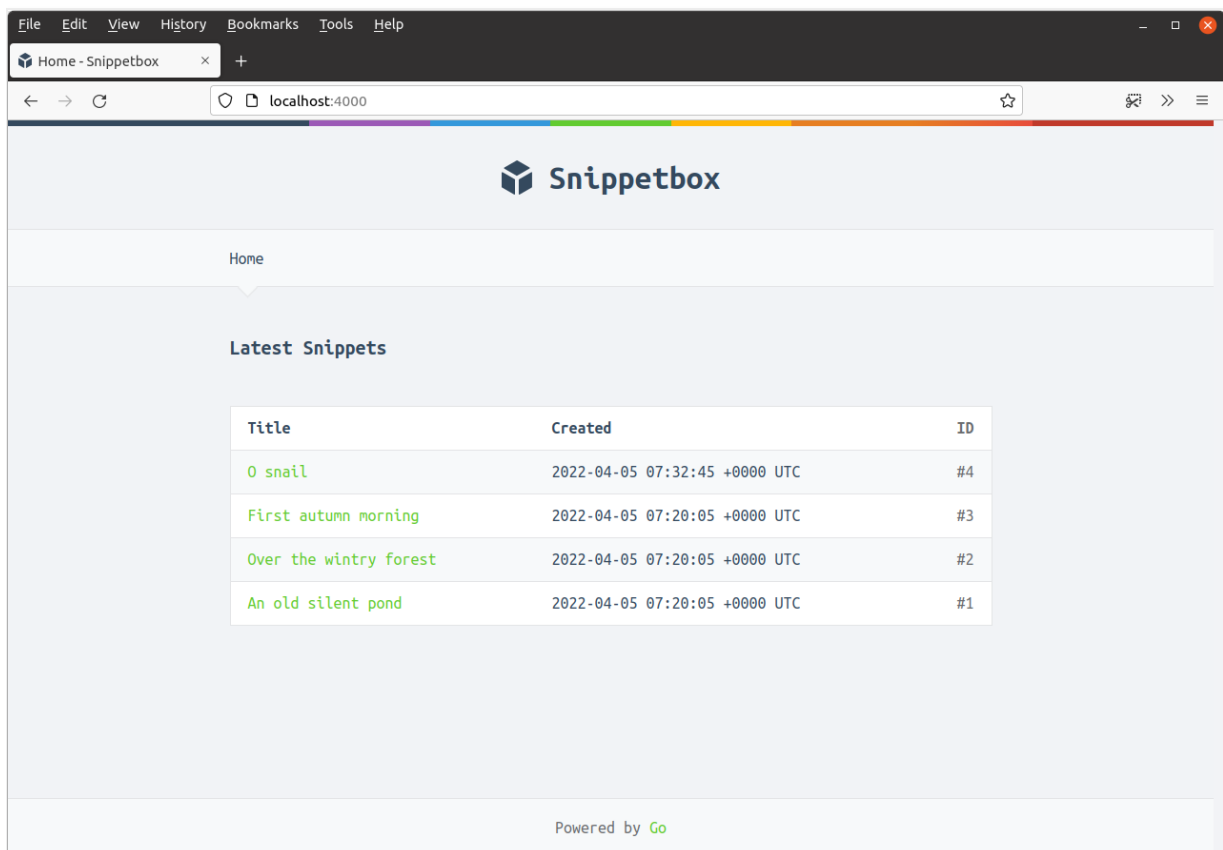 File Edit View History Bookmarks Tools Help
Home - Snippetbox
localhost:4000
Snippetbox
Home
Latest Snippets
Title Created ID
O snail 2022-04-05 07:32:45 +0000 UTC #4
First autumn morning 2022-04-05 07:20:05 +0000 UTC #3
Over the wintry forest 2022-04-05 07:20:05 +0000 UTC #2
An old silent pond 2022-04-05 07:20:05 +0000 UTC #1
Powered by Go